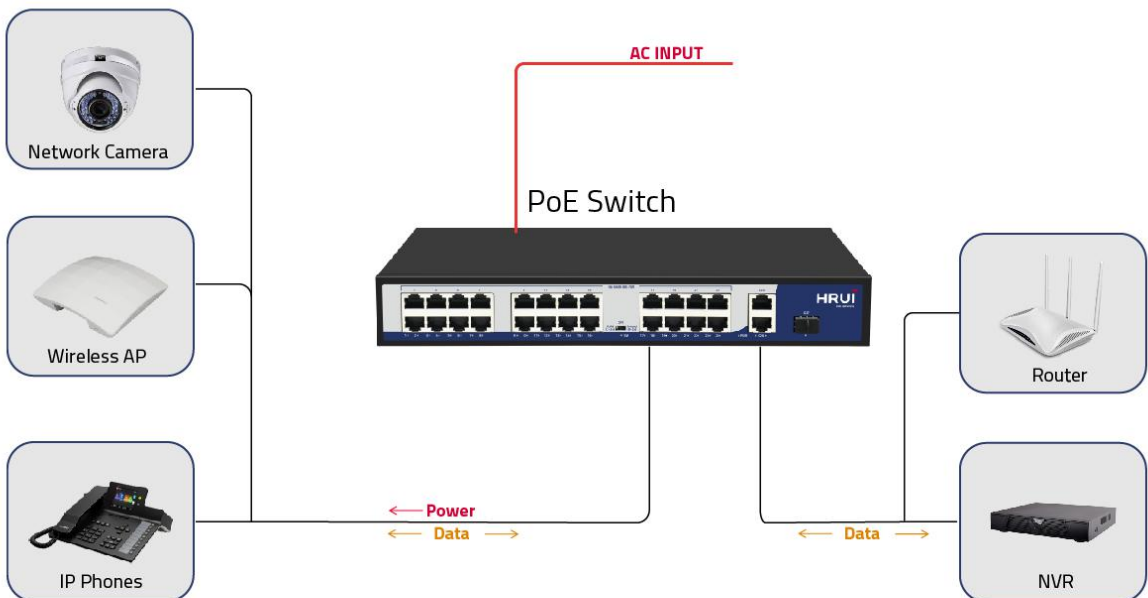 AC INPUT
Network Camera
PoE Switch
HRUI
Wireless AP
Router
Power
Data
Data
IP Phones
NVR